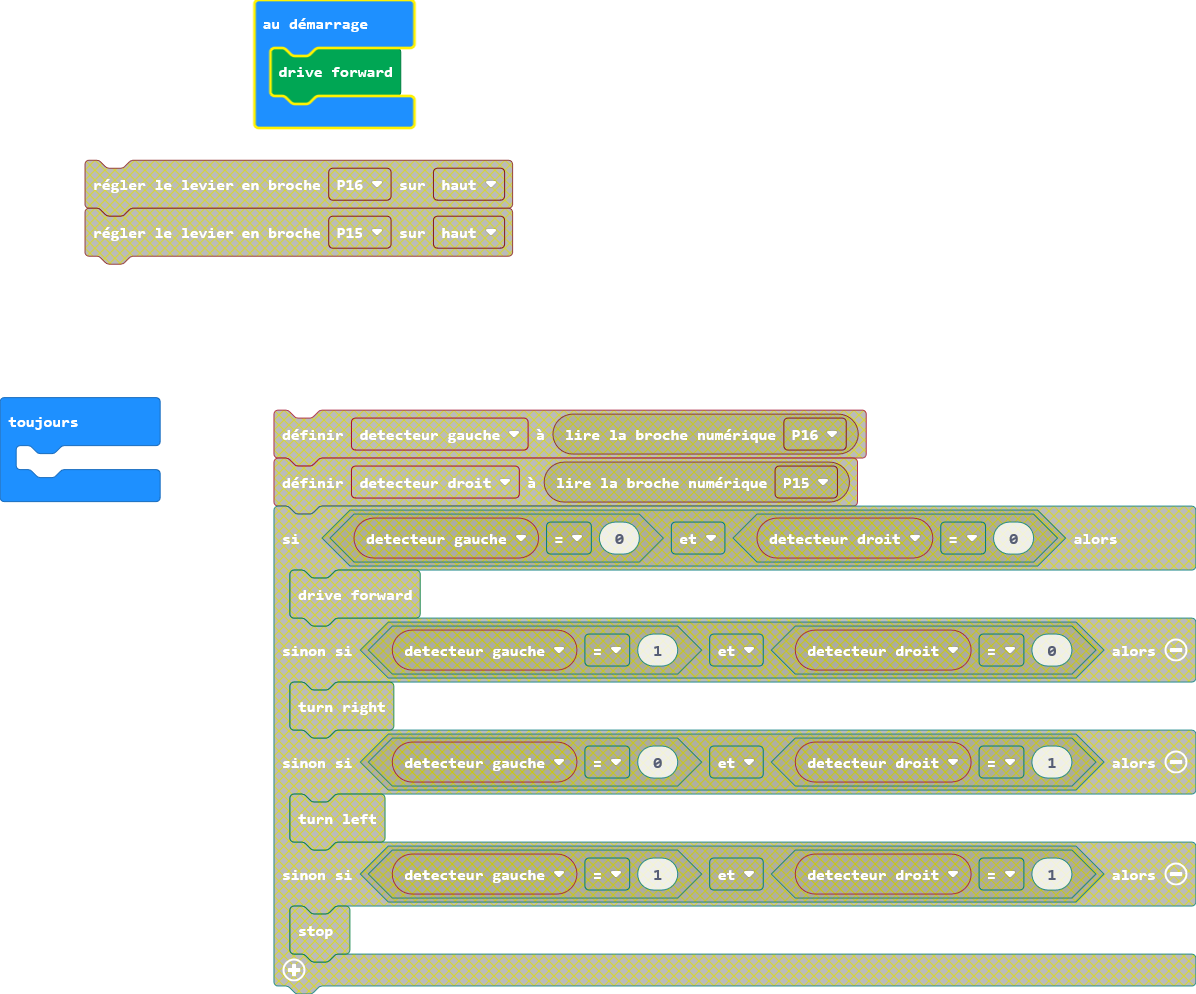 au démarrage
drive forward
régler le levier en broche P16 sur haut
régler le levier en broche P15 sur haut
toujours
définir detecteur gauche à lire la broche numérique P16
définir detecteur droit à lire la broche numérique P15
si detecteur gauche = 0 et detecteur droit = 0 alors
drive forward
sinon si detecteur gauche = 1 et detecteur droit = 0 alors
turn right
sinon si detecteur gauche = 0 et detecteur droit = 1 alors
turn left
sinon si detecteur gauche = 1 et detecteur droit = 1 alors
stop